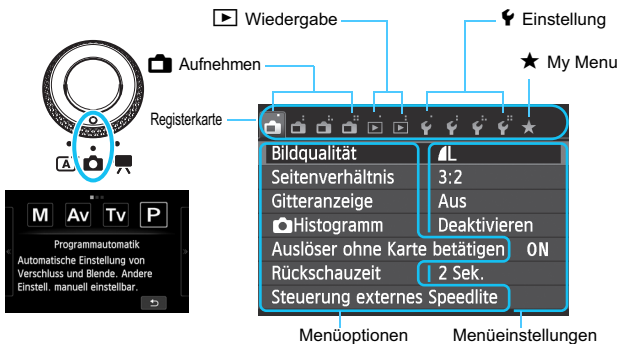 Wiedergabe
Einstellung
Aufnehmen
My Menu
Registerkarte
A
Bildqualität L
Seitenverhältnis 3:2
Gitteranzeige Aus
Histogramm Deaktivieren
Auslöser ohne Karte betätigen ON
Rückschauzeit 2 Sek.
Steuerung externes Speedlite
M Av Tv P
Programmautomatik
Automatische Einstellung von
Verschluss und Blende. Andere
Einstell. manuell einstellbar.
Menüoptionen
Menüeinstellungen